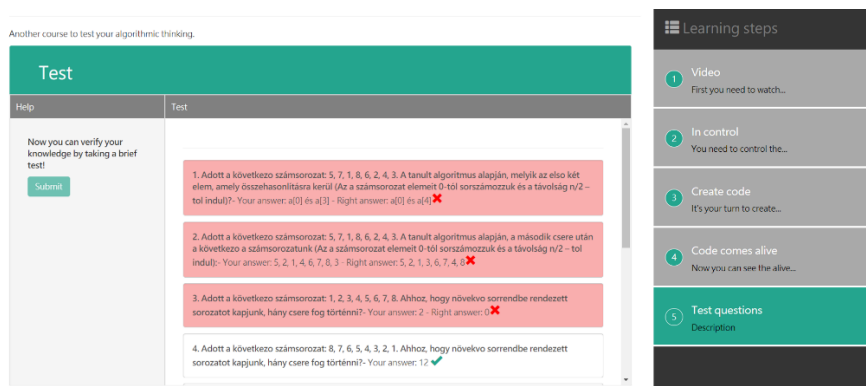 Another course to test your algorithmic thinking.
Test
Help
Test
Now you can verify your
knowledge by taking a brief
test!
Submit
1. Adott a következo számsorozat: 5, 7, 1, 8, 6, 2, 4, 3. A tanult algoritmus alapján, melyik az elso két
elem, amely összehasonlításra kerül (Az a számsorozat elemeit 0-tól sorszámozzuk és a távolság n/2 –
tol indul)?- Your answer: a[0] és a[3] - Right answer: a[0] és a[4]
2. Adott a következo számsorozat: 5, 7, 1, 8, 6, 2, 4, 3. A tanult algoritmus alapján, a második csere után
a következo a számsorozatunk (Az a számsorozat elemeit 0-tól sorszámozzuk és a távolság n/2 – tol
indul):- Your answer: 5, 2, 1, 4, 6, 7, 8, 3 - Right answer: 5, 2, 1, 3, 6, 7, 4, 8
3. Adott a következo számsorozat: 1, 2, 3, 4, 5, 6, 7, 8. Ahhoz, hogy növekvo sorrendbe rendezett
sorozatot kapjunk, hány csere fog történni?- Your answer: 2 - Right answer: 0
4. Adott a következo számsorozat: 8, 7, 6, 5, 4, 3, 2, 1. Ahhoz, hogy növekvo sorrendbe rendezett
sorozatot kapjunk, hány csere fog történni?- Your answer: 12
Learning steps
1 Video
First you need to watch...
2 In control
You need to control the...
3 Create code
It's your turn to create...
4 Code comes alive
Now you can see the alive...
5 Test questions
Description